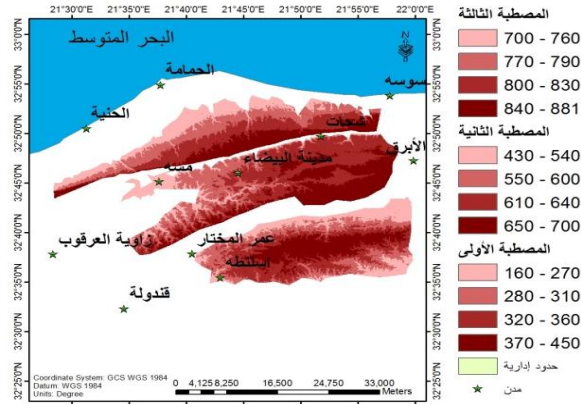 21°30'0"E 21°35'0"E 21°40'0"E 21°45'0"E 21°50'0"E 21°55'0"E 22°0'0"E
33°0'0"N
32°55'0"N
32°50'0"N
32°45'0"N
32°40'0"N
32°35'0"N
32°30'0"N
32°25'0"N
البحر المتوسط
الحمامة
سوسه
الحنية
شحات
الأبرق
مدينة البيضاء
مسه
زاوية العرقوب
عمر المختار
اسلنطه
قندولة
Coordinate System: GCS WGS 1984
Datum: WGS 1984
Units: Degree
0 4,125 8,250 16,500 24,750 33,000
Meters
المصطبة الثالثة
700 - 760
770 - 790
800 - 830
840 - 881
المصطبة الثانية
430 - 540
550 - 600
610 - 640
650 - 700
المصطبة الأولى
160 - 270
280 - 310
320 - 360
370 - 450
حدود إدارية
مدن